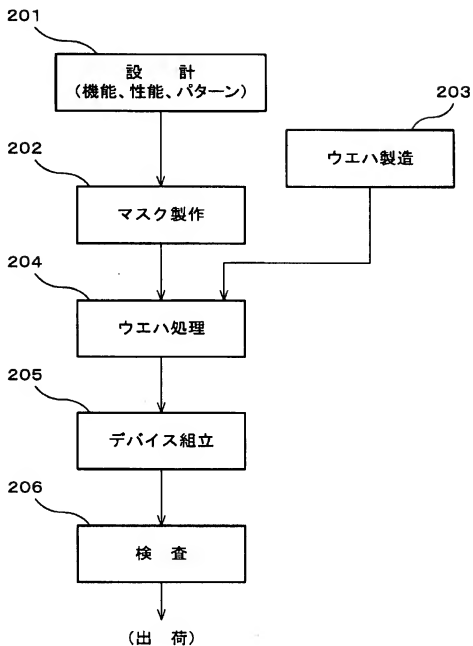 201
設 計
(機能、性能、パターン)
203
ウエハ製造
202
マスク製作
204
ウエハ処理
205
デバイス組立
206
検 査
(出 荷)